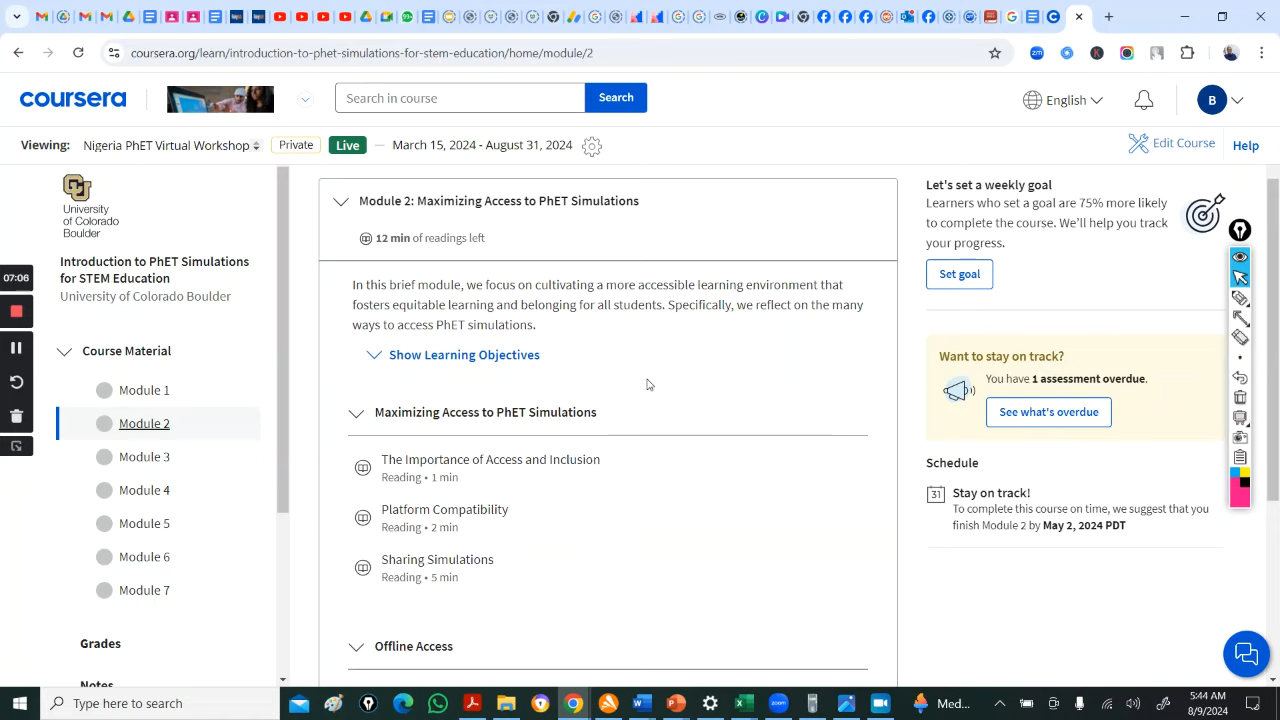 coursera.org/learn/introduction-to-phet-simulations-for-stem-education/home/module/2
coursera
Search in course
Search
English
B
Viewing: Nigeria PhET Virtual Workshop Private Live — March 15, 2024 - August 31, 2024
Edit Course
Help
CU
University
of Colorado
Boulder
Introduction to PhET Simulations
for STEM Education
University of Colorado Boulder
07:06
Course Material
Module 1
Module 2
Module 3
Module 4
Module 5
Module 6
Module 7
Grades
Notes
Module 2: Maximizing Access to PhET Simulations
12 min of readings left
In this brief module, we focus on cultivating a more accessible learning environment that
fosters equitable learning and belonging for all students. Specifically, we reflect on the many
ways to access PhET simulations.
Show Learning Objectives
Maximizing Access to PhET Simulations
The Importance of Access and Inclusion
Reading • 1 min
Platform Compatibility
Reading • 2 min
Sharing Simulations
Reading • 5 min
Offline Access
Let's set a weekly goal
Learners who set a goal are 75% more likely
to complete the course. We'll help you track
your progress.
Set goal
Want to stay on track?
You have 1 assessment overdue.
See what's overdue
Schedule
31
Stay on track!
To complete this course on time, we suggest that you
finish Module 2 by May 2, 2024 PDT
Type here to search
Med...
5:44 AM
8/9/2024